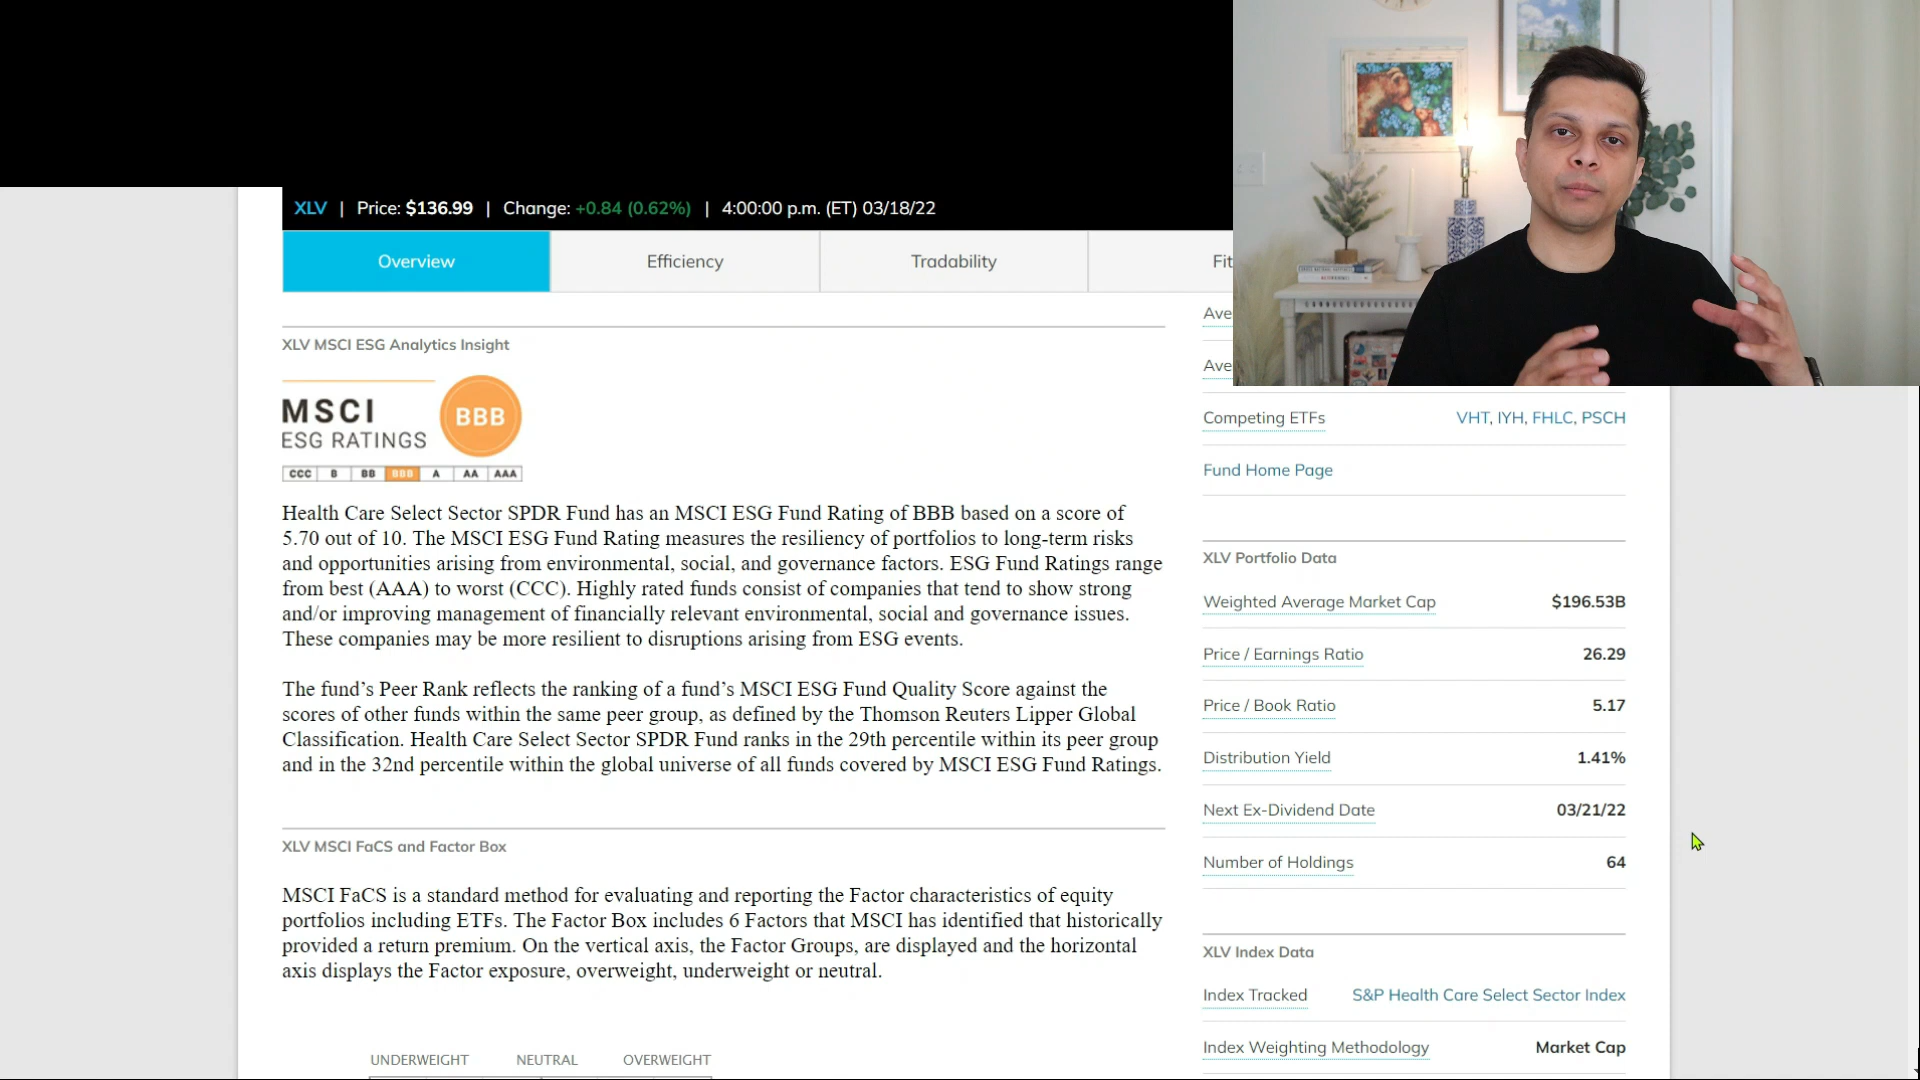 XLV | Price: $136.99 | Change: +0.84 (0.62%) | 4:00:00 p.m. (ET) 03/18/22
Overview
Efficiency
Tradability
Fit
XLV MSCI ESG Analytics Insight
MSCI
ESG RATINGS
BBB
CCC B BB BBB A AA AAA
Health Care Select Sector SPDR Fund has an MSCI ESG Fund Rating of BBB based on a score of
5.70 out of 10. The MSCI ESG Fund Rating measures the resiliency of portfolios to long-term risks
and opportunities arising from environmental, social, and governance factors. ESG Fund Ratings range
from best (AAA) to worst (CCC). Highly rated funds consist of companies that tend to show strong
and/or improving management of financially relevant environmental, social and governance issues.
These companies may be more resilient to disruptions arising from ESG events.
The fund's Peer Rank reflects the ranking of a fund's MSCI ESG Fund Quality Score against the
scores of other funds within the same peer group, as defined by the Thomson Reuters Lipper Global
Classification. Health Care Select Sector SPDR Fund ranks in the 29th percentile within its peer group
and in the 32nd percentile within the global universe of all funds covered by MSCI ESG Fund Ratings.
XLV MSCI FaCS and Factor Box
MSCI FaCS is a standard method for evaluating and reporting the Factor characteristics of equity
portfolios including ETFs. The Factor Box includes 6 Factors that MSCI has identified that historically
provided a return premium. On the vertical axis, the Factor Groups, are displayed and the horizontal
axis displays the Factor exposure, overweight, underweight or neutral.
UNDERWEIGHT NEUTRAL OVERWEIGHT
Ave
Ave
Competing ETFs VHT, IYH, FHLC, PSCH
Fund Home Page
XLV Portfolio Data
Weighted Average Market Cap $196.53B
Price / Earnings Ratio 26.29
Price / Book Ratio 5.17
Distribution Yield 1.41%
Next Ex-Dividend Date 03/21/22
Number of Holdings 64
XLV Index Data
Index Tracked S&P Health Care Select Sector Index
Index Weighting Methodology Market Cap